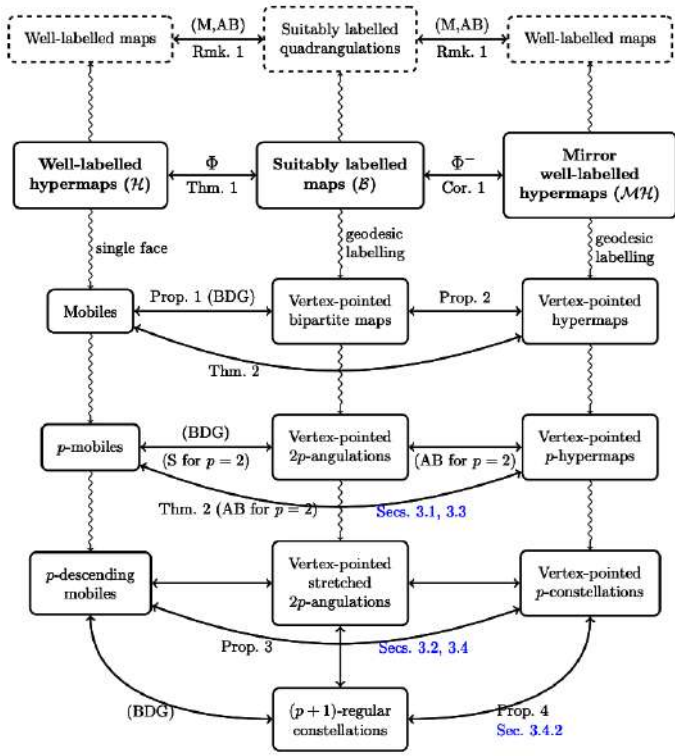 Well-labelled maps
(M,AB)
Rmk. 1
Suitably labelled
quadrangulations
(M,AB)
Rmk. 1
Well-labelled maps
Well-labelled
hypermaps (ℋ)
Φ
Thm. 1
Suitably labelled
maps (ℬ)
Φ⁻
Cor. 1
Mirror
well-labelled
hypermaps (ℳℋ)
single face
geodesic
labelling
geodesic
labelling
Mobiles
Prop. 1 (BDG)
Vertex-pointed
bipartite maps
Prop. 2
Vertex-pointed
hypermaps
Thm. 2
p-mobiles
(BDG)
(S for p = 2)
Vertex-pointed
2p-angulations
(AB for p = 2)
Vertex-pointed
p-hypermaps
Thm. 2 (AB for p = 2)
Secs. 3.1, 3.3
p-descending
mobiles
Vertex-pointed
stretched
2p-angulations
Vertex-pointed
p-constellations
Prop. 3
Secs. 3.2, 3.4
(BDG)
(p + 1)-regular
constellations
Prop. 4
Sec. 3.4.2